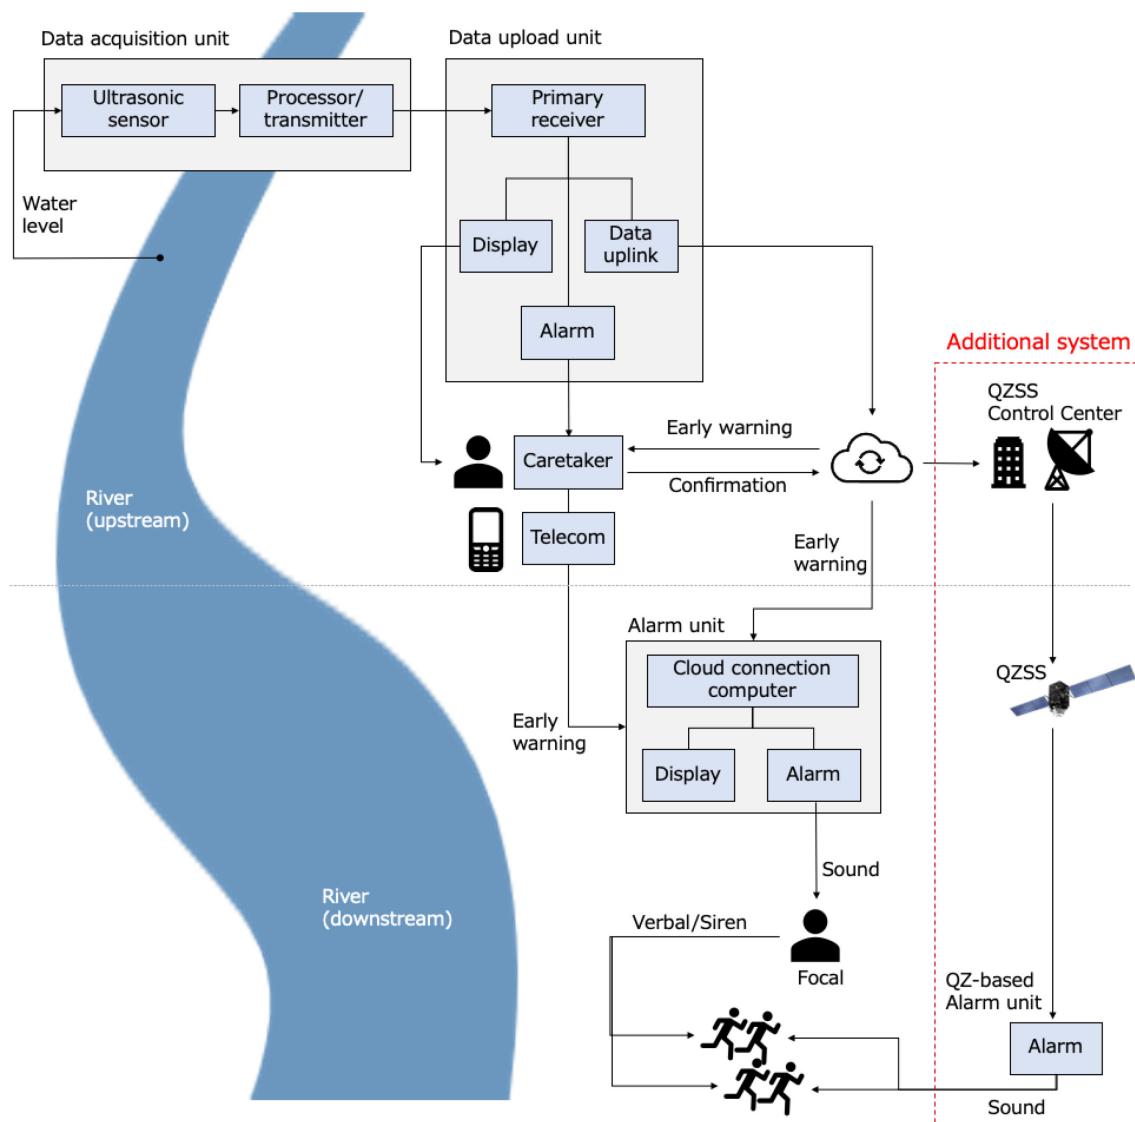 Data acquisition unit
Data upload unit
Ultrasonic
sensor
Processor/
transmitter
Primary
receiver
Water
level
Display
Data
uplink
Alarm
Additional system
QZSS
Control Center
Early warning
Caretaker
Confirmation
River
(upstream)
Telecom
Early
warning
Alarm unit
Cloud connection
computer
QZSS
Early
warning
Display
Alarm
Sound
River
(downstream)
Verbal/Siren
Focal
QZ-based
Alarm unit
Alarm
Sound